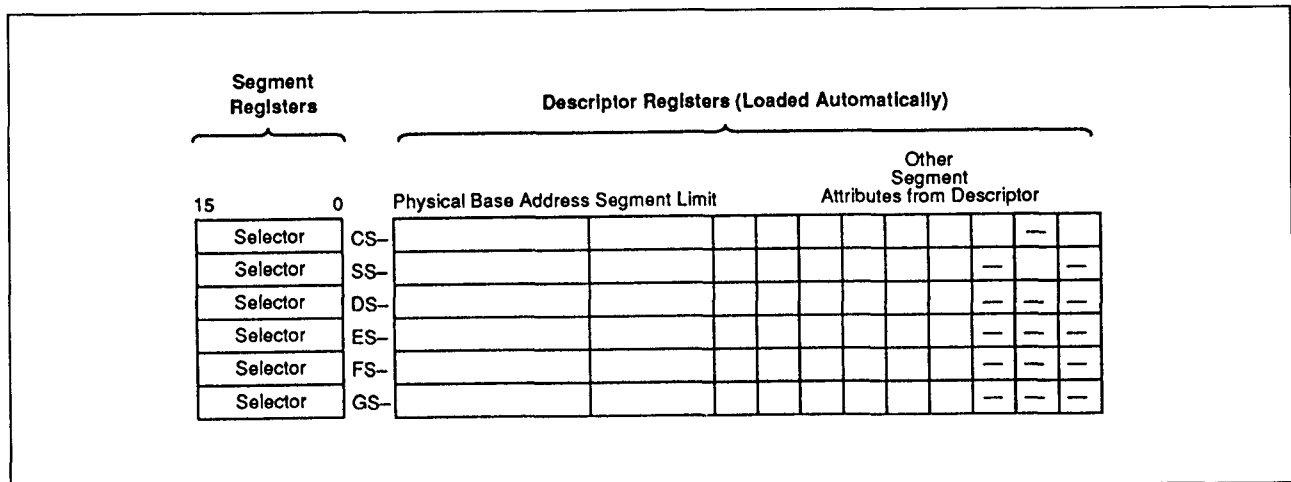 Segment
Registers
Descriptor Registers (Loaded Automatically)
Other
Segment
Attributes from Descriptor
15 0 Physical Base Address Segment Limit
Selector CS– —
Selector SS– — —
Selector DS– — — —
Selector ES– — — —
Selector FS– — — —
Selector GS– — — —